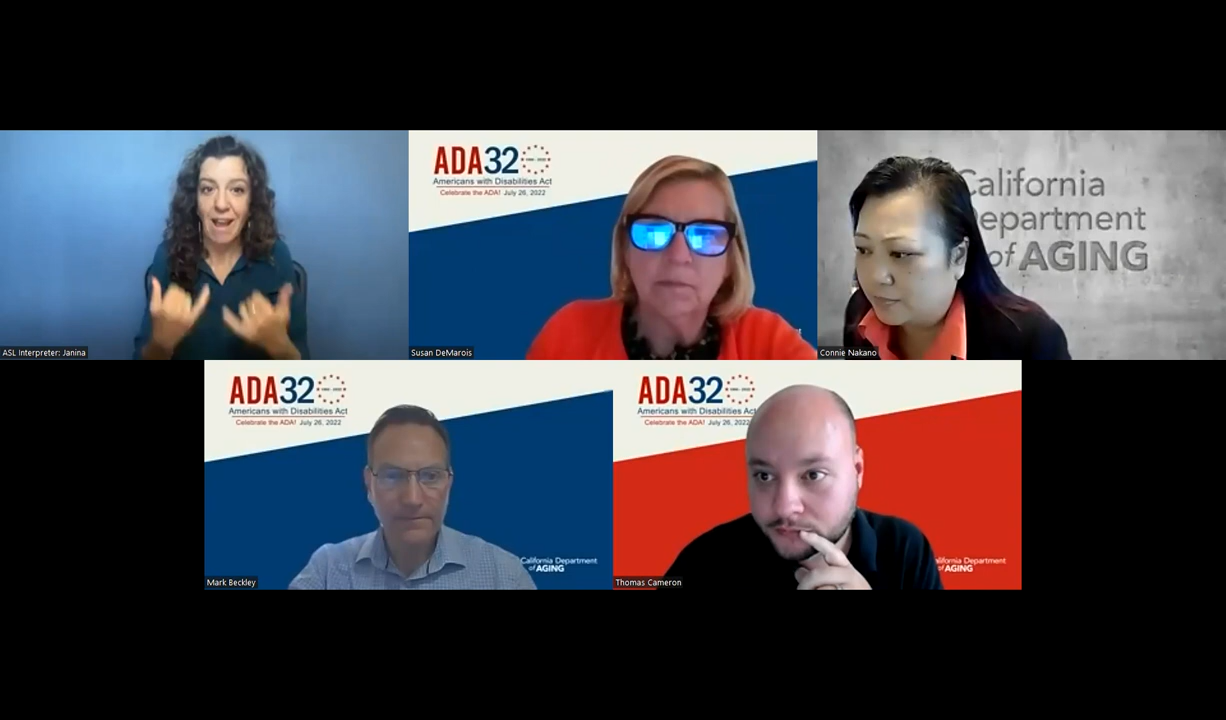 ADA32
Americans with Disabilities Act
Celebrate the ADA! July 26, 2022
California
Department
of AGING
ASL Interpreter: Janina
Susan DeMarois
Connie Nakano
ADA32
Americans with Disabilities Act
Celebrate the ADA! July 26, 2022
ADA32
Americans with Disabilities Act
Celebrate the ADA! July 26, 2022
California Department
of AGING
California Department
of AGING
Mark Beckley
Thomas Cameron